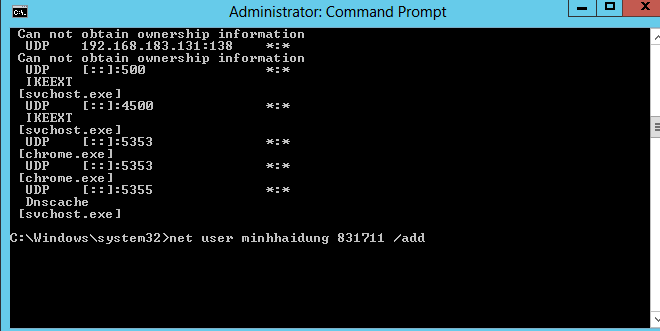 Administrator: Command Prompt
Can not obtain ownership information
UDP 192.168.183.131:138 *:*
Can not obtain ownership information
UDP [::]:500 *:*
IKEEXT
[svchost.exe]
UDP [::]:4500 *:*
IKEEXT
[svchost.exe]
UDP [::]:5353 *:*
[chrome.exe]
UDP [::]:5353 *:*
[chrome.exe]
UDP [::]:5355 *:*
Dnscache
[svchost.exe]
C:\Windows\system32>net user minhhaidung 831711 /add